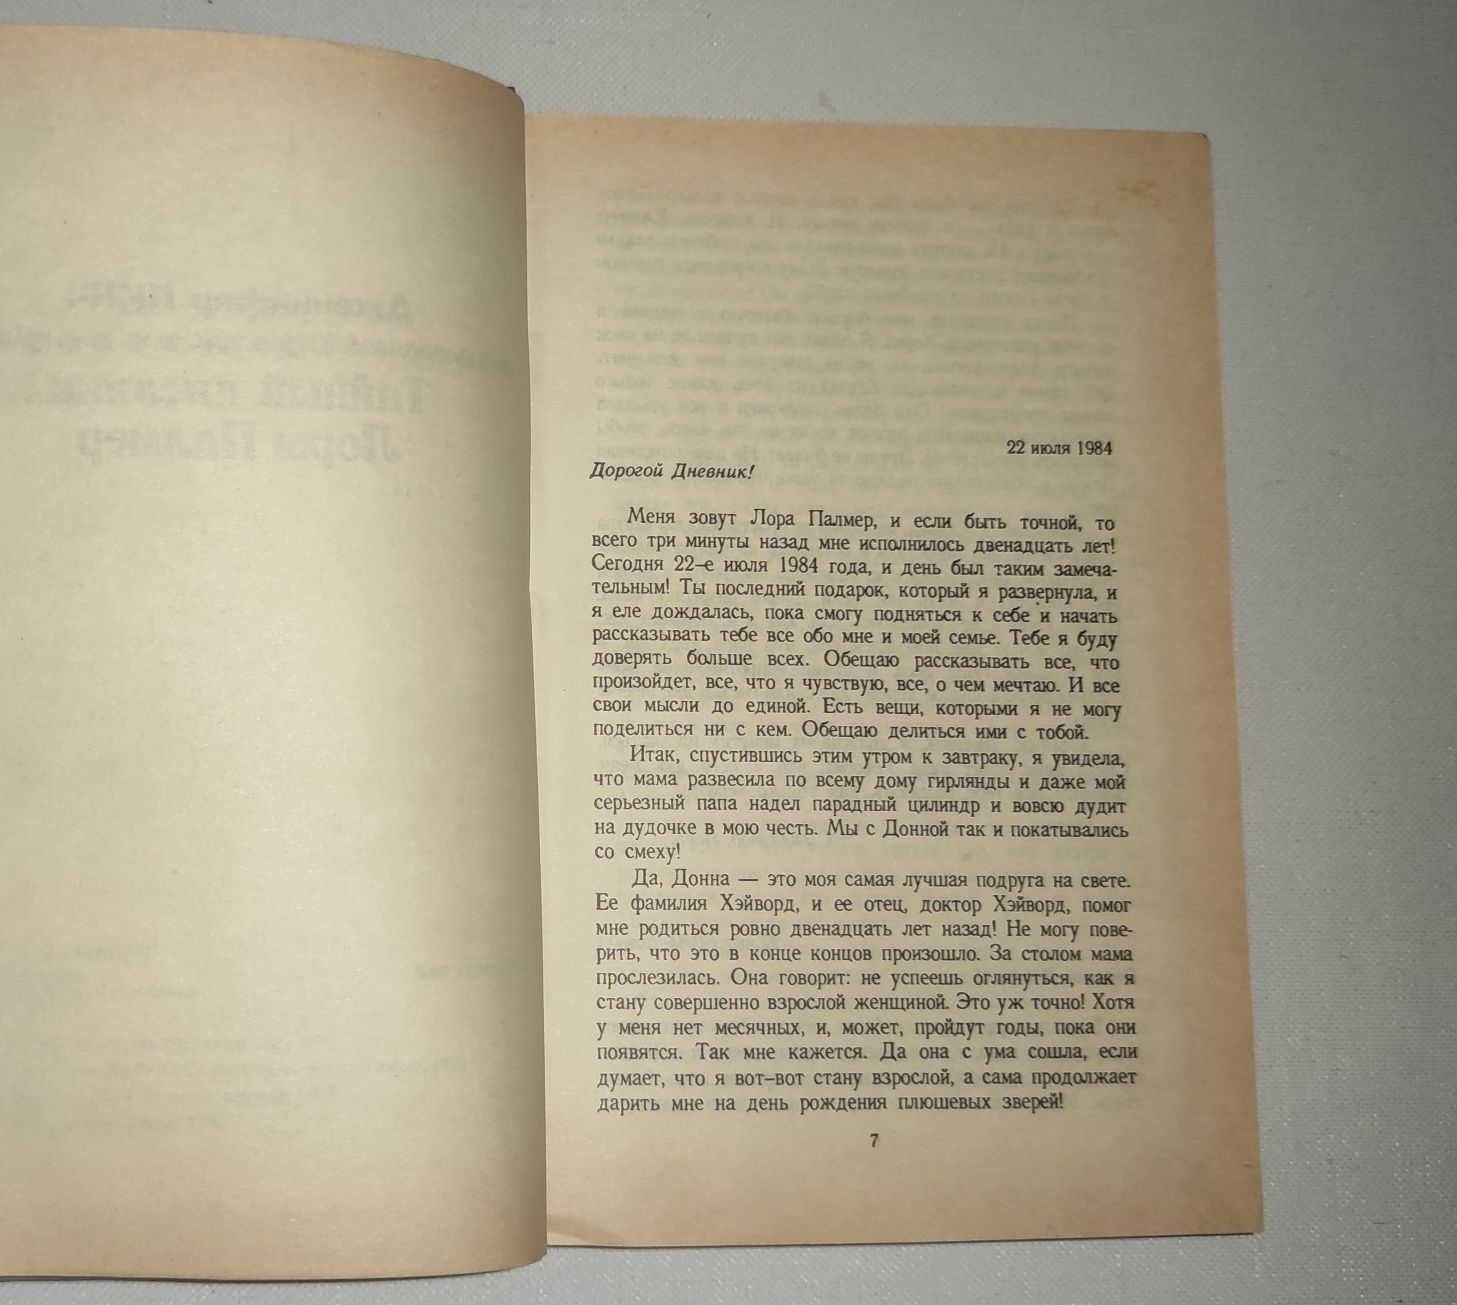 22 июля 1984
Дорогой Дневник!
Меня зовут Лора Палмер, и если быть точной, то
всего три минуты назад мне исполнилось двенадцать лет!
Сегодня 22–е июля 1984 года, и день был таким замеча-
тельным! Ты последний подарок, который я развернула, и
я еле дождалась, пока смогу подняться к себе и начать
рассказывать тебе все обо мне и моей семье. Тебе я буду
доверять больше всех. Обещаю рассказывать все, что
произойдет, все, что я чувствую, все, о чем мечтаю. И все
свои мысли до единой. Есть вещи, которыми я не могу
поделиться ни с кем. Обещаю делиться ими с тобой.
Итак, спустившись этим утром к завтраку, я увидела,
что мама развесила по всему дому гирлянды и даже мой
серьезный папа надел парадный цилиндр и вовсю дудит
на дудочке в мою честь. Мы с Донной так и покатывались
со смеху!
Да, Донна — это моя самая лучшая подруга на свете.
Ее фамилия Хэйворд, и ее отец, доктор Хэйворд, помог
мне родиться ровно двенадцать лет назад! Не могу пове-
рить, что это в конце концов произошло. За столом мама
прослезилась. Она говорит: не успеешь оглянуться, как я
стану совершенно взрослой женщиной. Это уж точно! Хотя
у меня нет месячных, и, может, пройдут годы, пока они
появятся. Так мне кажется. Да она с ума сошла, если
думает, что я вот–вот стану взрослой, а сама продолжает
дарить мне на день рождения плюшевых зверей!
7